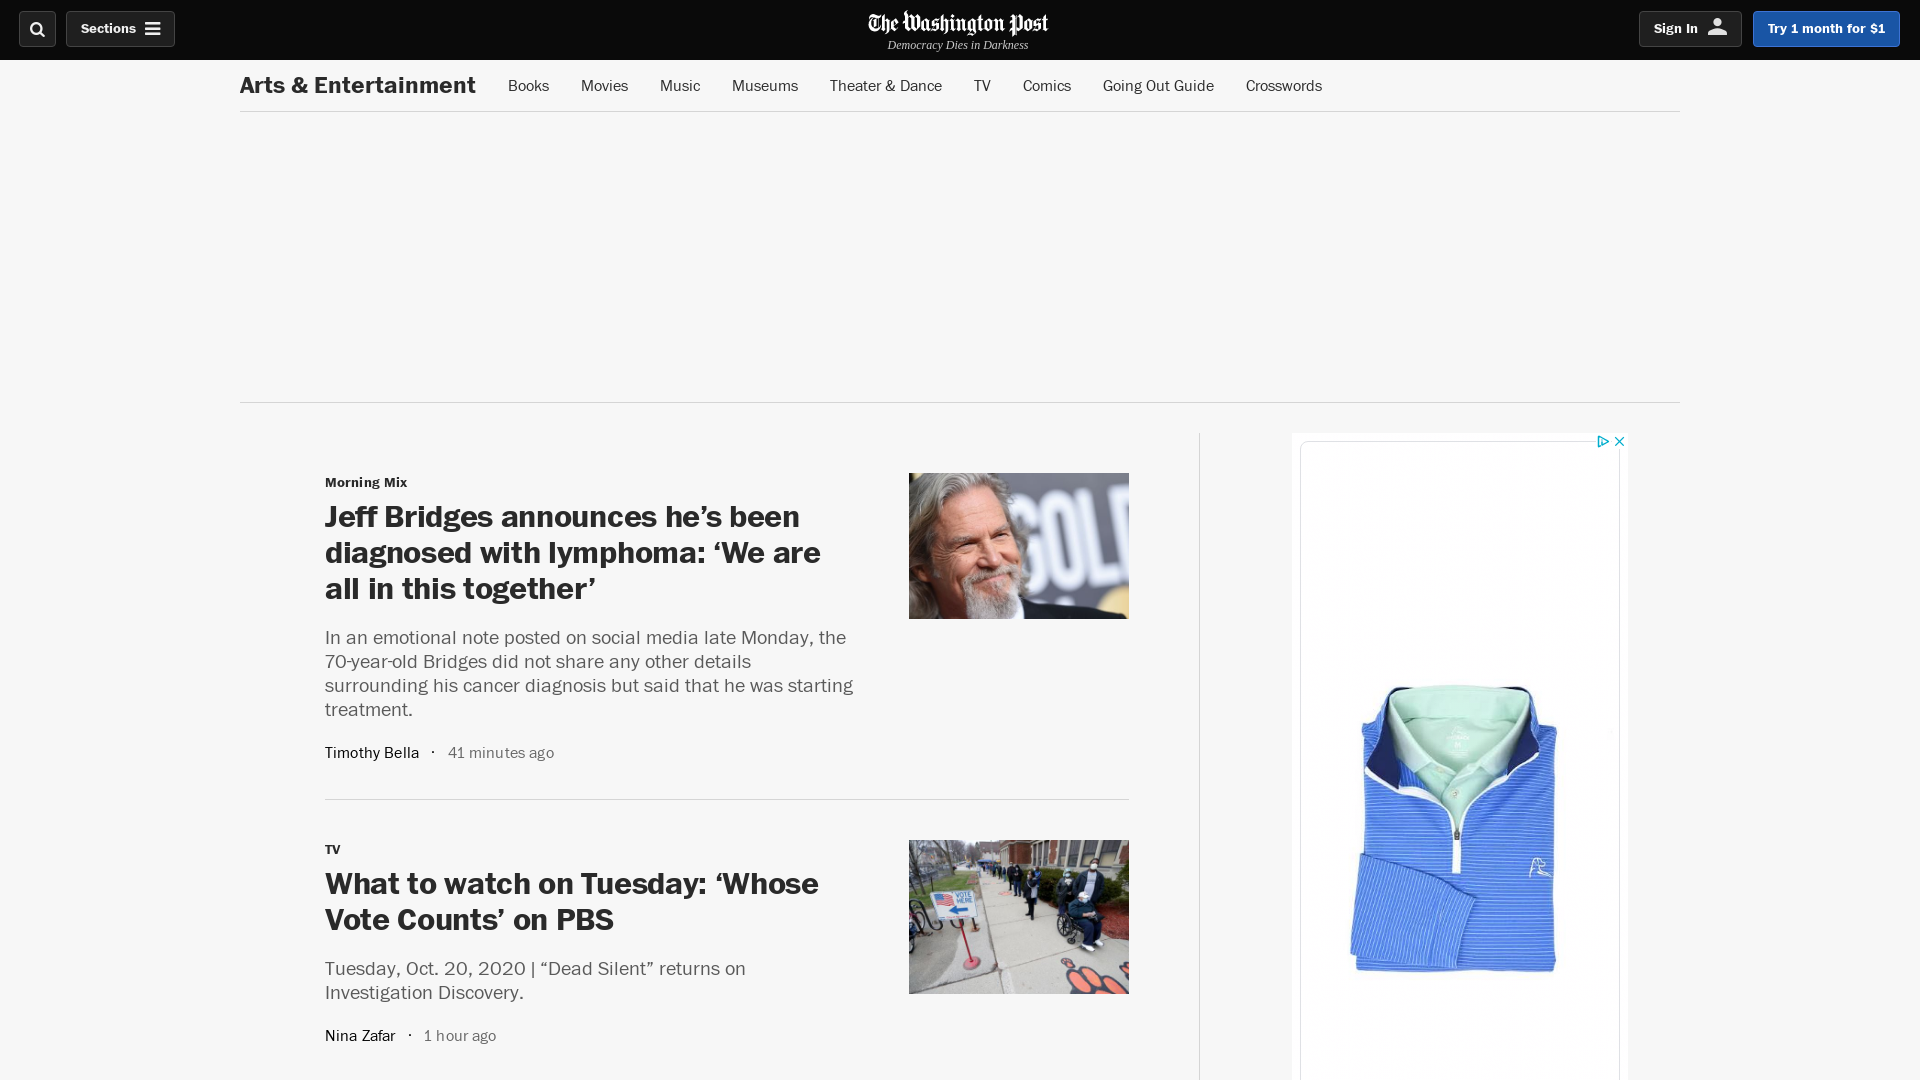 Sections
The Washington Post
Democracy Dies in Darkness
Sign In
Try 1 month for $1
Arts & Entertainment
Books
Movies
Music
Museums
Theater & Dance
TV
Comics
Going Out Guide
Crosswords
Morning Mix
Jeff Bridges announces he’s been
diagnosed with lymphoma: ‘We are
all in this together’
In an emotional note posted on social media late Monday, the
70-year-old Bridges did not share any other details
surrounding his cancer diagnosis but said that he was starting
treatment.
Timothy Bella · 41 minutes ago
GOLD
TV
What to watch on Tuesday: ‘Whose
Vote Counts’ on PBS
Tuesday, Oct. 20, 2020 | “Dead Silent” returns on
Investigation Discovery.
Nina Zafar · 1 hour ago
VOTE
HERE